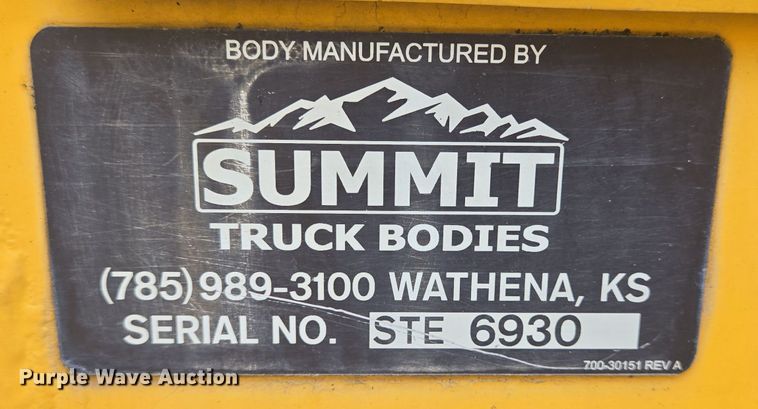 BODY MANUFACTURED BY
SUMMIT
TRUCK BODIES
(785) 989-3100 WATHENA, KS
SERIAL NO. STE 6930
700-30151 REV A
Purple Wave Auction